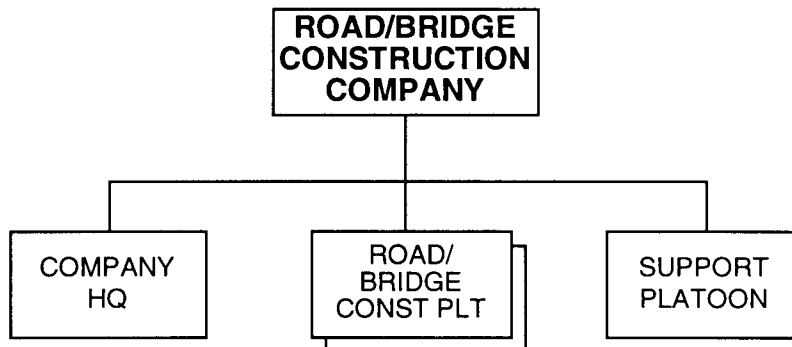 ROAD/BRIDGE
CONSTRUCTION
COMPANY
COMPANY
HQ
ROAD/
BRIDGE
CONST PLT
SUPPORT
PLATOON